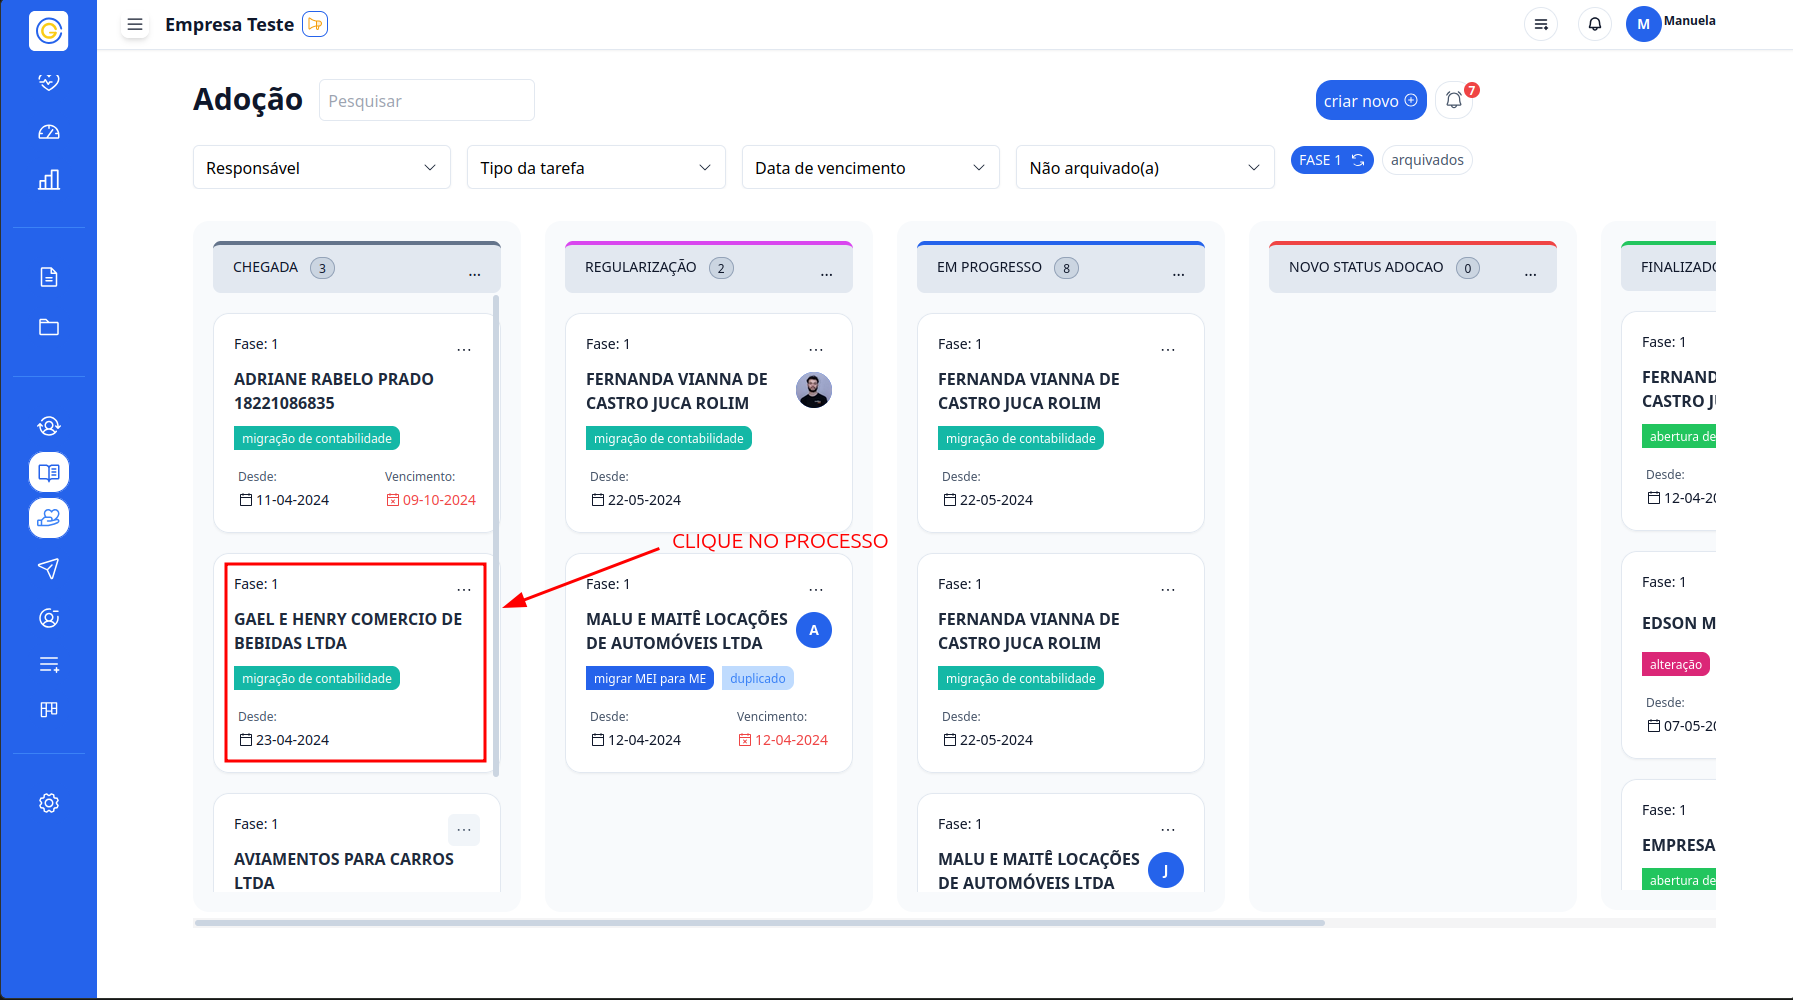 Empresa Teste
M
Manuela
Adoção
Pesquisar
criar novo
7
Responsável
Tipo da tarefa
Data de vencimento
Não arquivado(a)
FASE 1
arquivados
CHEGADA 3 ...
Fase: 1 ...
ADRIANE RABELO PRADO
18221086835
migração de contabilidade
Desde: Vencimento:
11-04-2024 09-10-2024
Fase: 1 ...
GAEL E HENRY COMERCIO DE
BEBIDAS LTDA
migração de contabilidade
Desde:
23-04-2024
Fase: 1 ...
AVIAMENTOS PARA CARROS
LTDA
CLIQUE NO PROCESSO
REGULARIZAÇÃO 2 ...
Fase: 1 ...
FERNANDA VIANNA DE
CASTRO JUCA ROLIM
migração de contabilidade
Desde:
22-05-2024
Fase: 1 ...
MALU E MAITÊ LOCAÇÕES
DE AUTOMÓVEIS LTDA
A
migrar MEI para ME duplicado
Desde: Vencimento:
12-04-2024 12-04-2024
EM PROGRESSO 8 ...
Fase: 1 ...
FERNANDA VIANNA DE
CASTRO JUCA ROLIM
migração de contabilidade
Desde:
22-05-2024
Fase: 1 ...
FERNANDA VIANNA DE
CASTRO JUCA ROLIM
migração de contabilidade
Desde:
22-05-2024
Fase: 1 ...
MALU E MAITÊ LOCAÇÕES
DE AUTOMÓVEIS LTDA
J
NOVO STATUS ADOCAO 0 ...
FINALIZADO
Fase: 1
FERNAND
CASTRO JU
abertura de
Desde:
12-04-20
Fase: 1
EDSON M
alteração
Desde:
07-05-20
Fase: 1
EMPRESA
abertura de